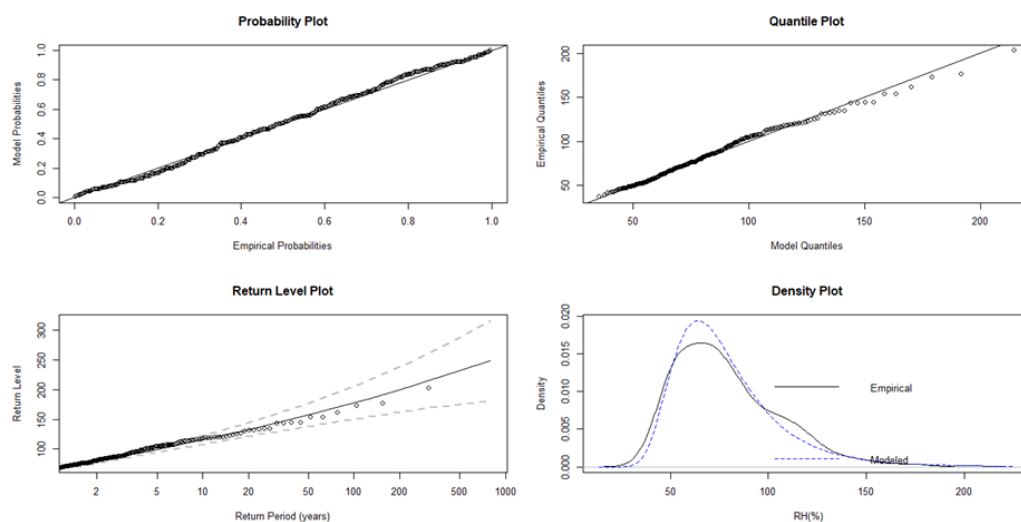 Probability Plot
Model Probabilities
0.0 0.2 0.4 0.6 0.8 1.0
0.0 0.2 0.4 0.6 0.8 1.0
Empirical Probabilities
Quantile Plot
Empirical Quantiles
50 100 150 200
50 100 150 200
Model Quantiles
Return Level Plot
Return Level
100 150 200 250 300
2 5 10 20 50 100 200 500 1000
Return Period (years)
Density Plot
Density
0.000 0.005 0.010 0.015 0.020
Empirical
Modeled
50 100 150 200
RH(%)